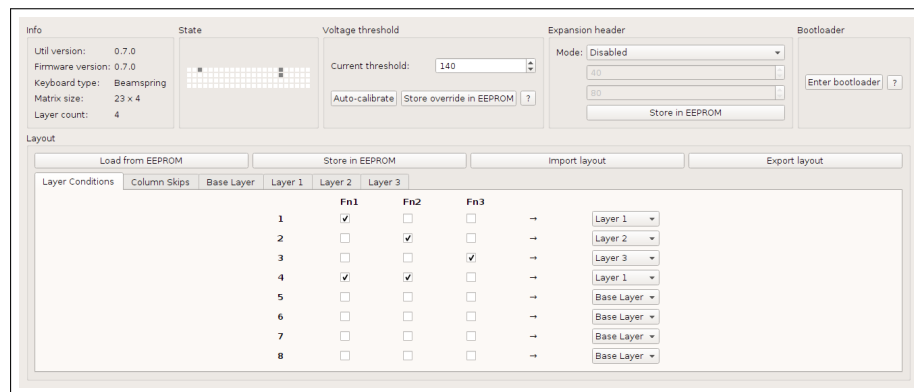 Info
State
Voltage threshold
Expansion header
Bootloader
Util version: 0.7.0
Firmware version: 0.7.0
Keyboard type: Beamspring
Matrix size: 23 x 4
Layer count: 4
Current threshold: 140
Auto-calibrate Store override in EEPROM ?
Mode: Disabled
40
80
Store in EEPROM
Enter bootloader ?
Layout
Load from EEPROM Store in EEPROM Import layout Export layout
Layer Conditions Column Skips Base Layer Layer 1 Layer 2 Layer 3
Fn1 Fn2 Fn3
1 → Layer 1
2 → Layer 2
3 → Layer 3
4 → Layer 1
5 → Base Layer
6 → Base Layer
7 → Base Layer
8 → Base Layer